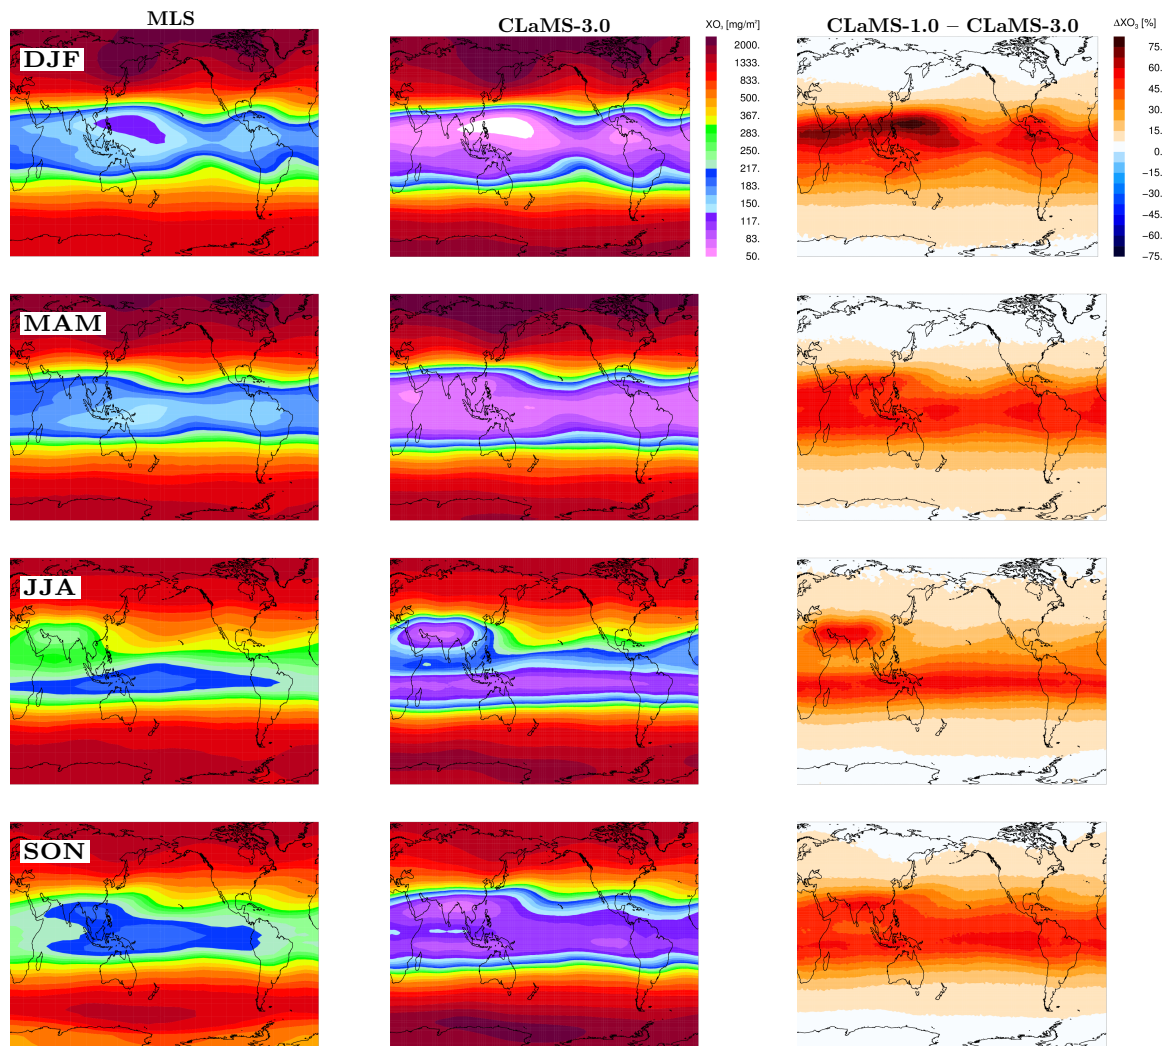 MLS
CLaMS-3.0
XO₃ [mg/m²]
CLaMS-1.0 − CLaMS-3.0
ΔXO₃ [%]
DJF
2000.
1333.
833.
500.
367.
283.
250.
217.
183.
150.
117.
83.
50.
75.
60.
45.
30.
15.
0.
−15.
−30.
−45.
−60.
−75.
MAM
JJA
SON